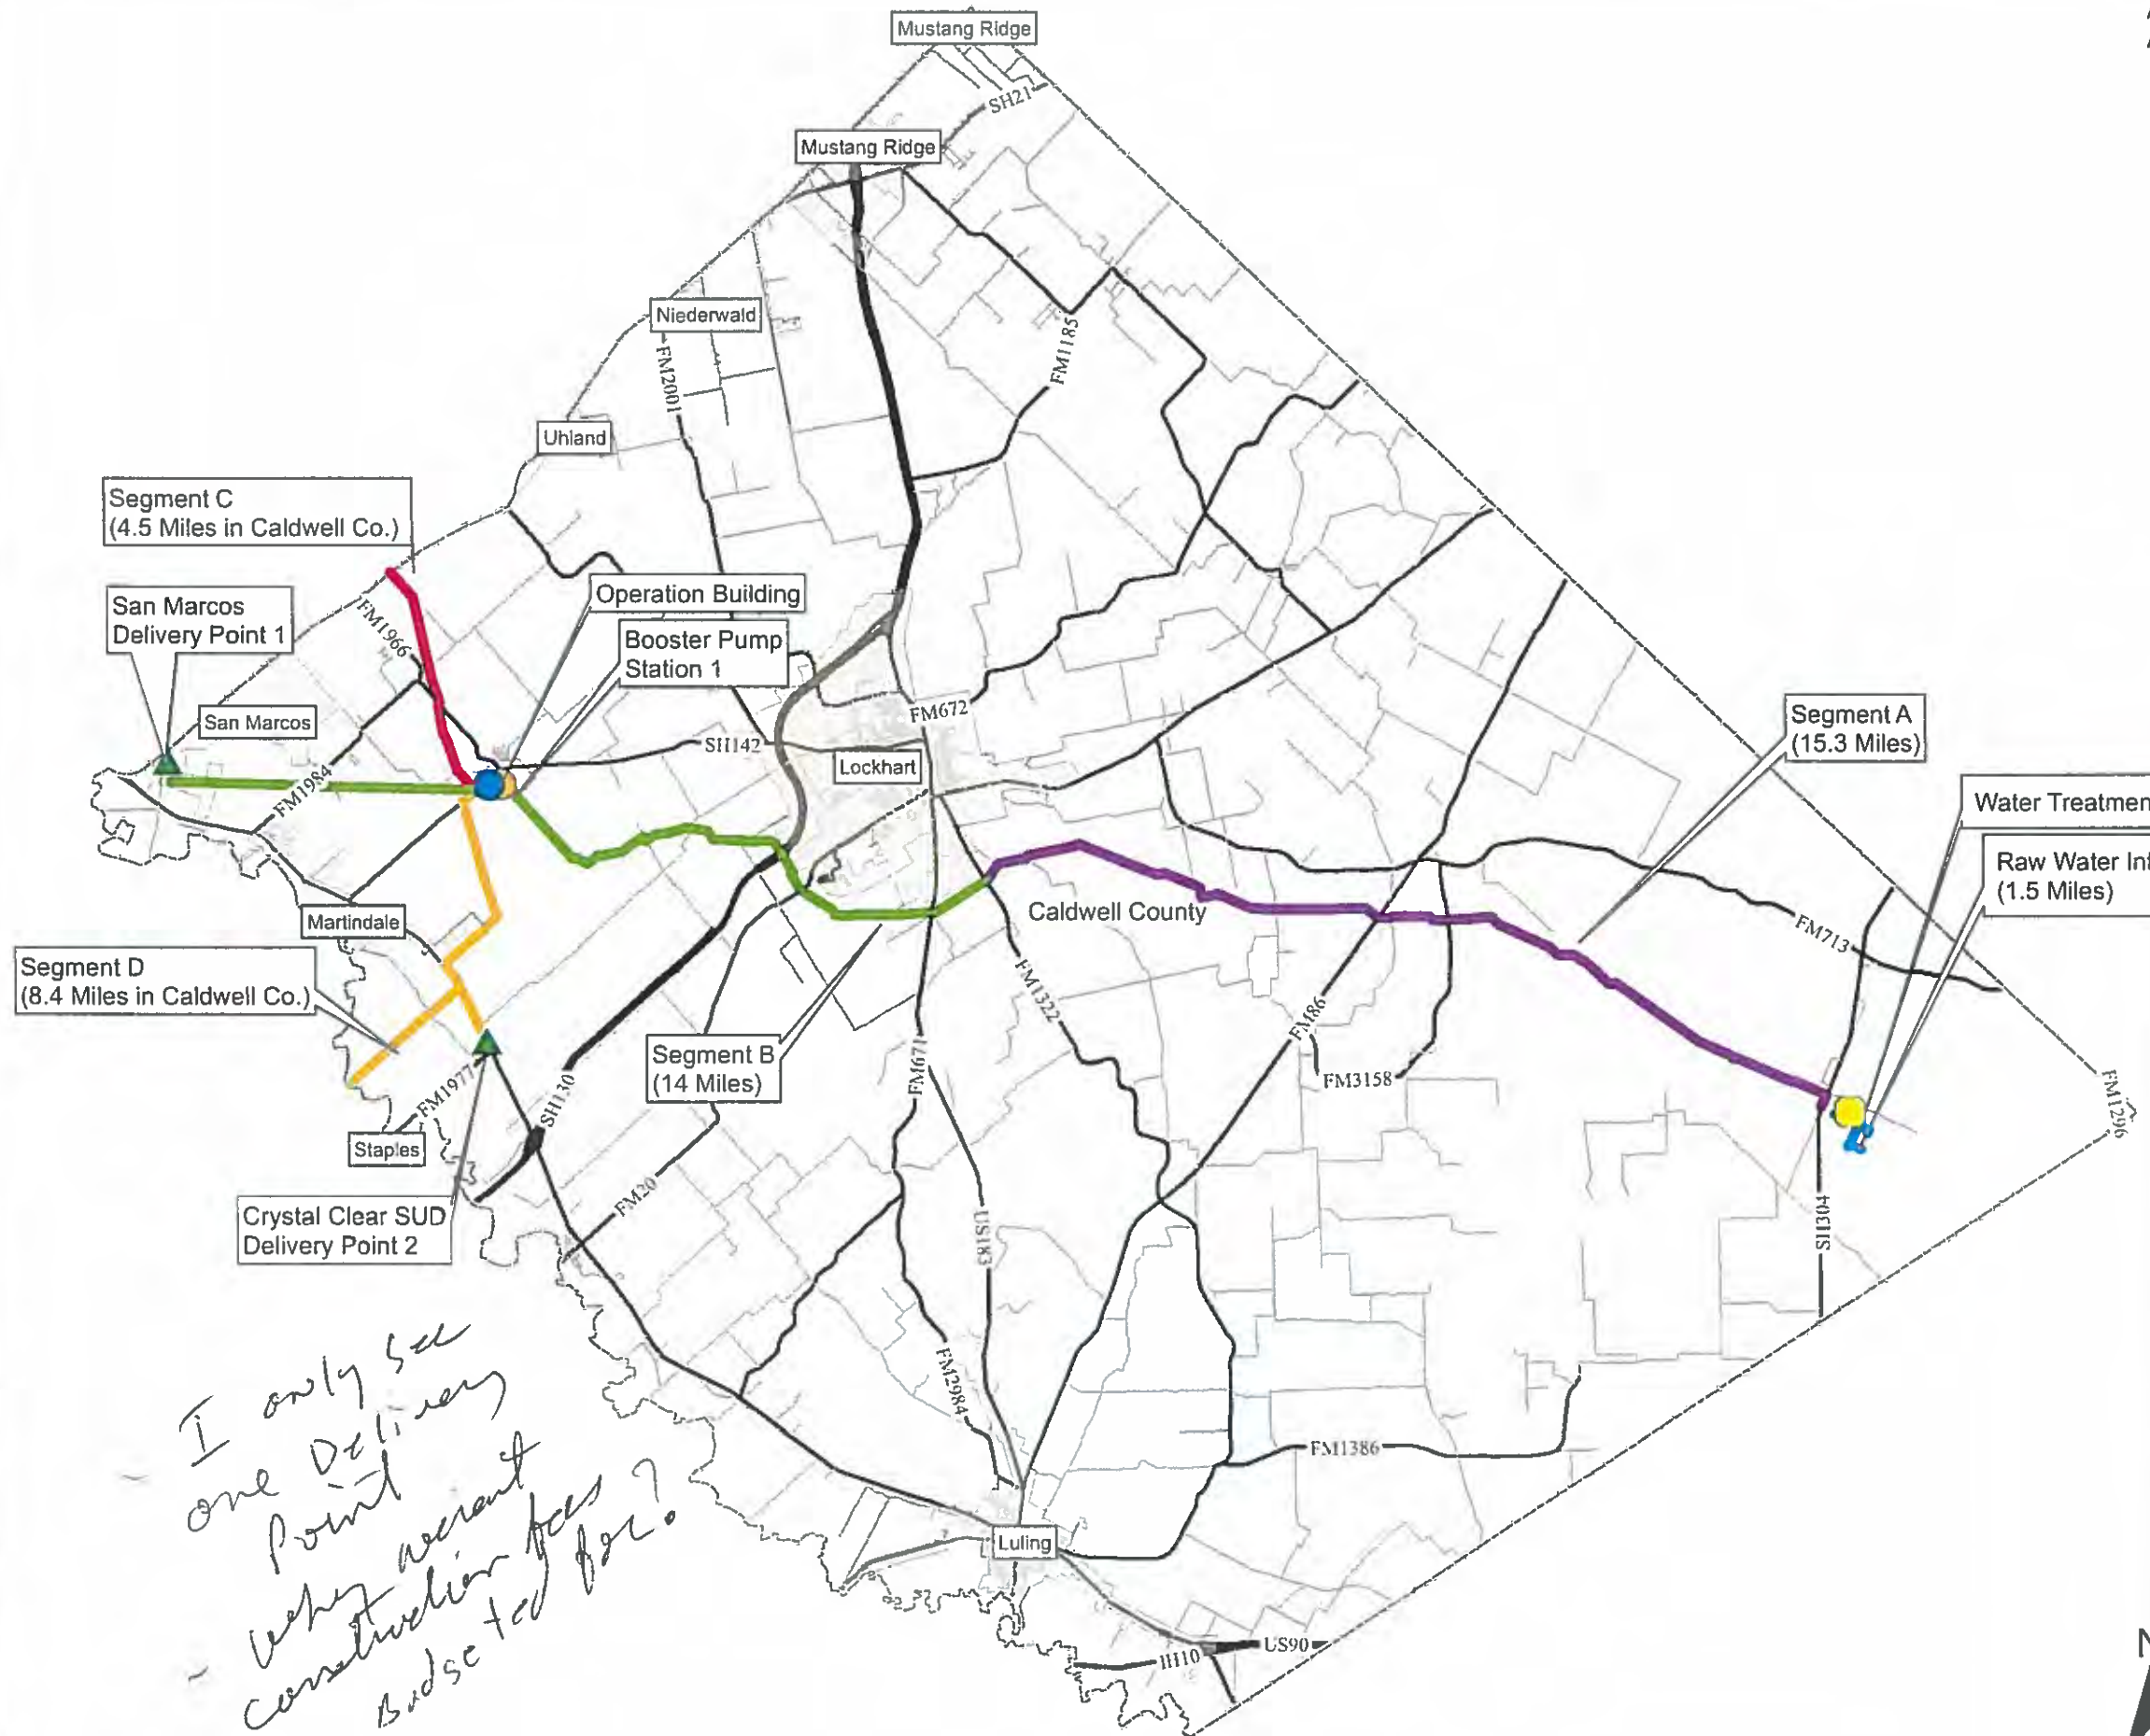 Mustang Ridge
SH21
Mustang Ridge
Niederwald
FM2001
FM1185
Uhland
Segment C
(4.5 Miles in Caldwell Co.)
San Marcos
Delivery Point 1
FM1966
Operation Building
Booster Pump
Station 1
San Marcos
FM672
SH142
Lockhart
Segment A
(15.3 Miles)
FM1984
Water Treatmen
Raw Water Int
(1.5 Miles)
Martindale
Caldwell County
FM713
Segment D
(8.4 Miles in Caldwell Co.)
FM1322
FM86
Segment B
(14 Miles)
FM671
FM3158
FM1977
SH130
FM1296
Staples
FM20
US183
SH304
Crystal Clear SUD
Delivery Point 2
FM2984
FM1386
Luling
US90
IH10
N
- I only see
one Delivery
Point
- Why werent
construction fees
Budseted for?